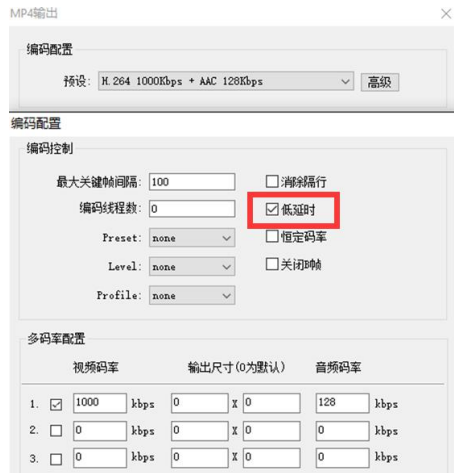 MP4输出
编码配置
预设: H.264 1000Kbps + AAC 128Kbps 高级
编码配置
编码控制
最大关键帧间隔: 100 消除隔行
编码线程数: 0 低延时
Preset: none 恒定码率
Level: none 关闭B帧
Profile: none
多码率配置
视频码率 输出尺寸(0为默认) 音频码率
1. 1000 kbps 0 X 0 128 kbps
2. 0 kbps 0 X 0 0 kbps
3. 0 kbps 0 X 0 0 kbps